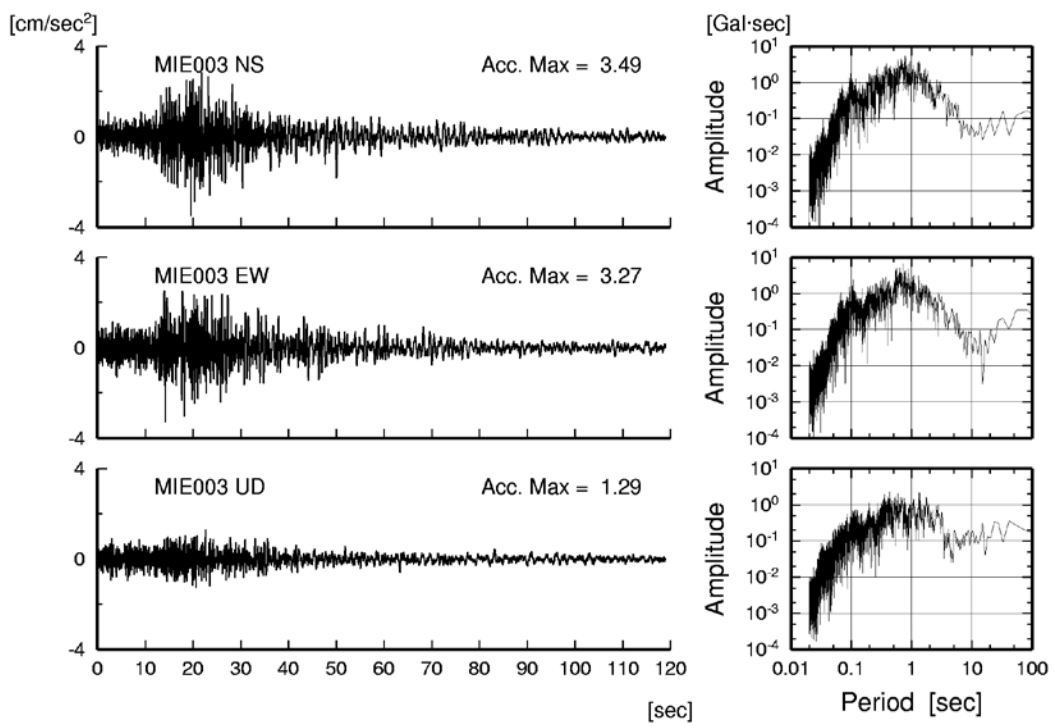 [cm/sec²]
[Gal·sec]
4
0
-4
MIE003 NS
Acc. Max = 3.49
Amplitude
10¹
10⁰
10⁻¹
10⁻²
10⁻³
10⁻⁴
4
0
-4
MIE003 EW
Acc. Max = 3.27
Amplitude
10¹
10⁰
10⁻¹
10⁻²
10⁻³
10⁻⁴
4
0
-4
MIE003 UD
Acc. Max = 1.29
0 10 20 30 40 50 60 70 80 90 100 110 120
[sec]
Amplitude
10¹
10⁰
10⁻¹
10⁻²
10⁻³
10⁻⁴
0.01 0.1 1 10 100
Period [sec]